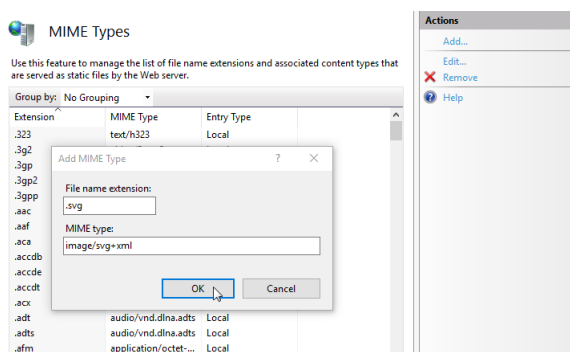 MIME Types
Use this feature to manage the list of file name extensions and associated content types that
are served as static files by the Web server.
Group by: No Grouping
Extension MIME Type Entry Type
.323 text/h323 Local
.3g2
.3gp
.3gp2
.3gpp
.aac
.aaf
.aca
.accdb
.accde
.accdt
.acx
.adt audio/vnd.dlna.adts Local
.adts audio/vnd.dlna.adts Local
.afm application/octet-... Local
Add MIME Type ?
File name extension:
.svg
MIME type:
image/svg+xml
OK Cancel
Actions
Add...
Edit...
Remove
Help